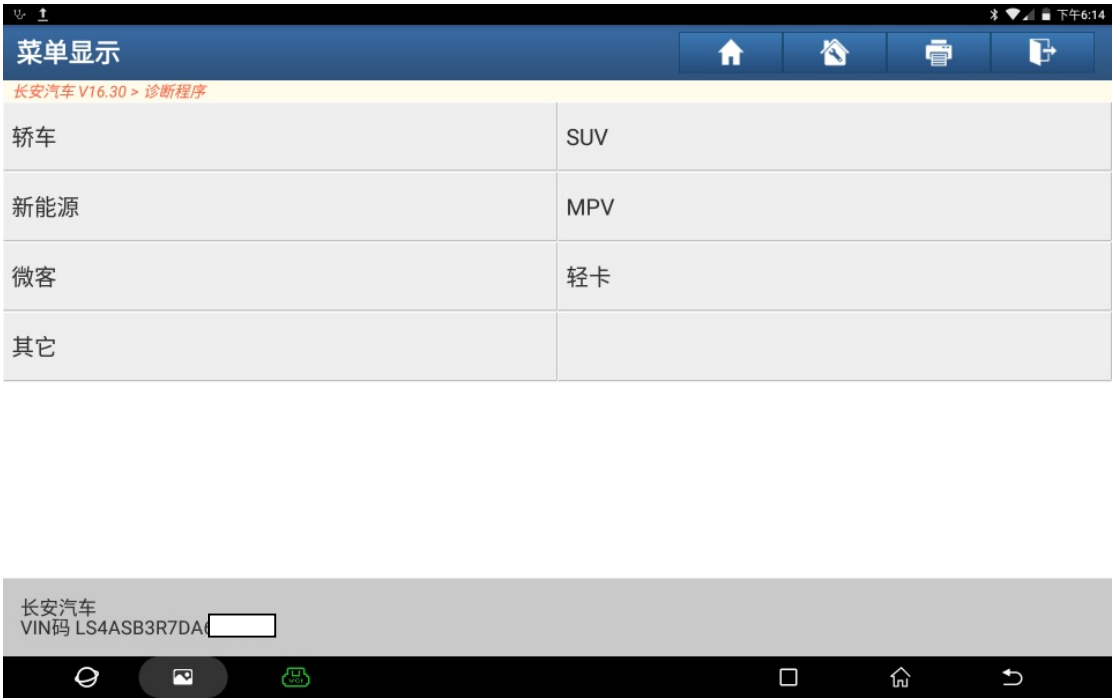 下午6:14
菜单显示
长安汽车 V16.30 > 诊断程序
轿车
SUV
新能源
MPV
微客
轻卡
其它
长安汽车
VIN码 LS4ASB3R7DA6
VCI